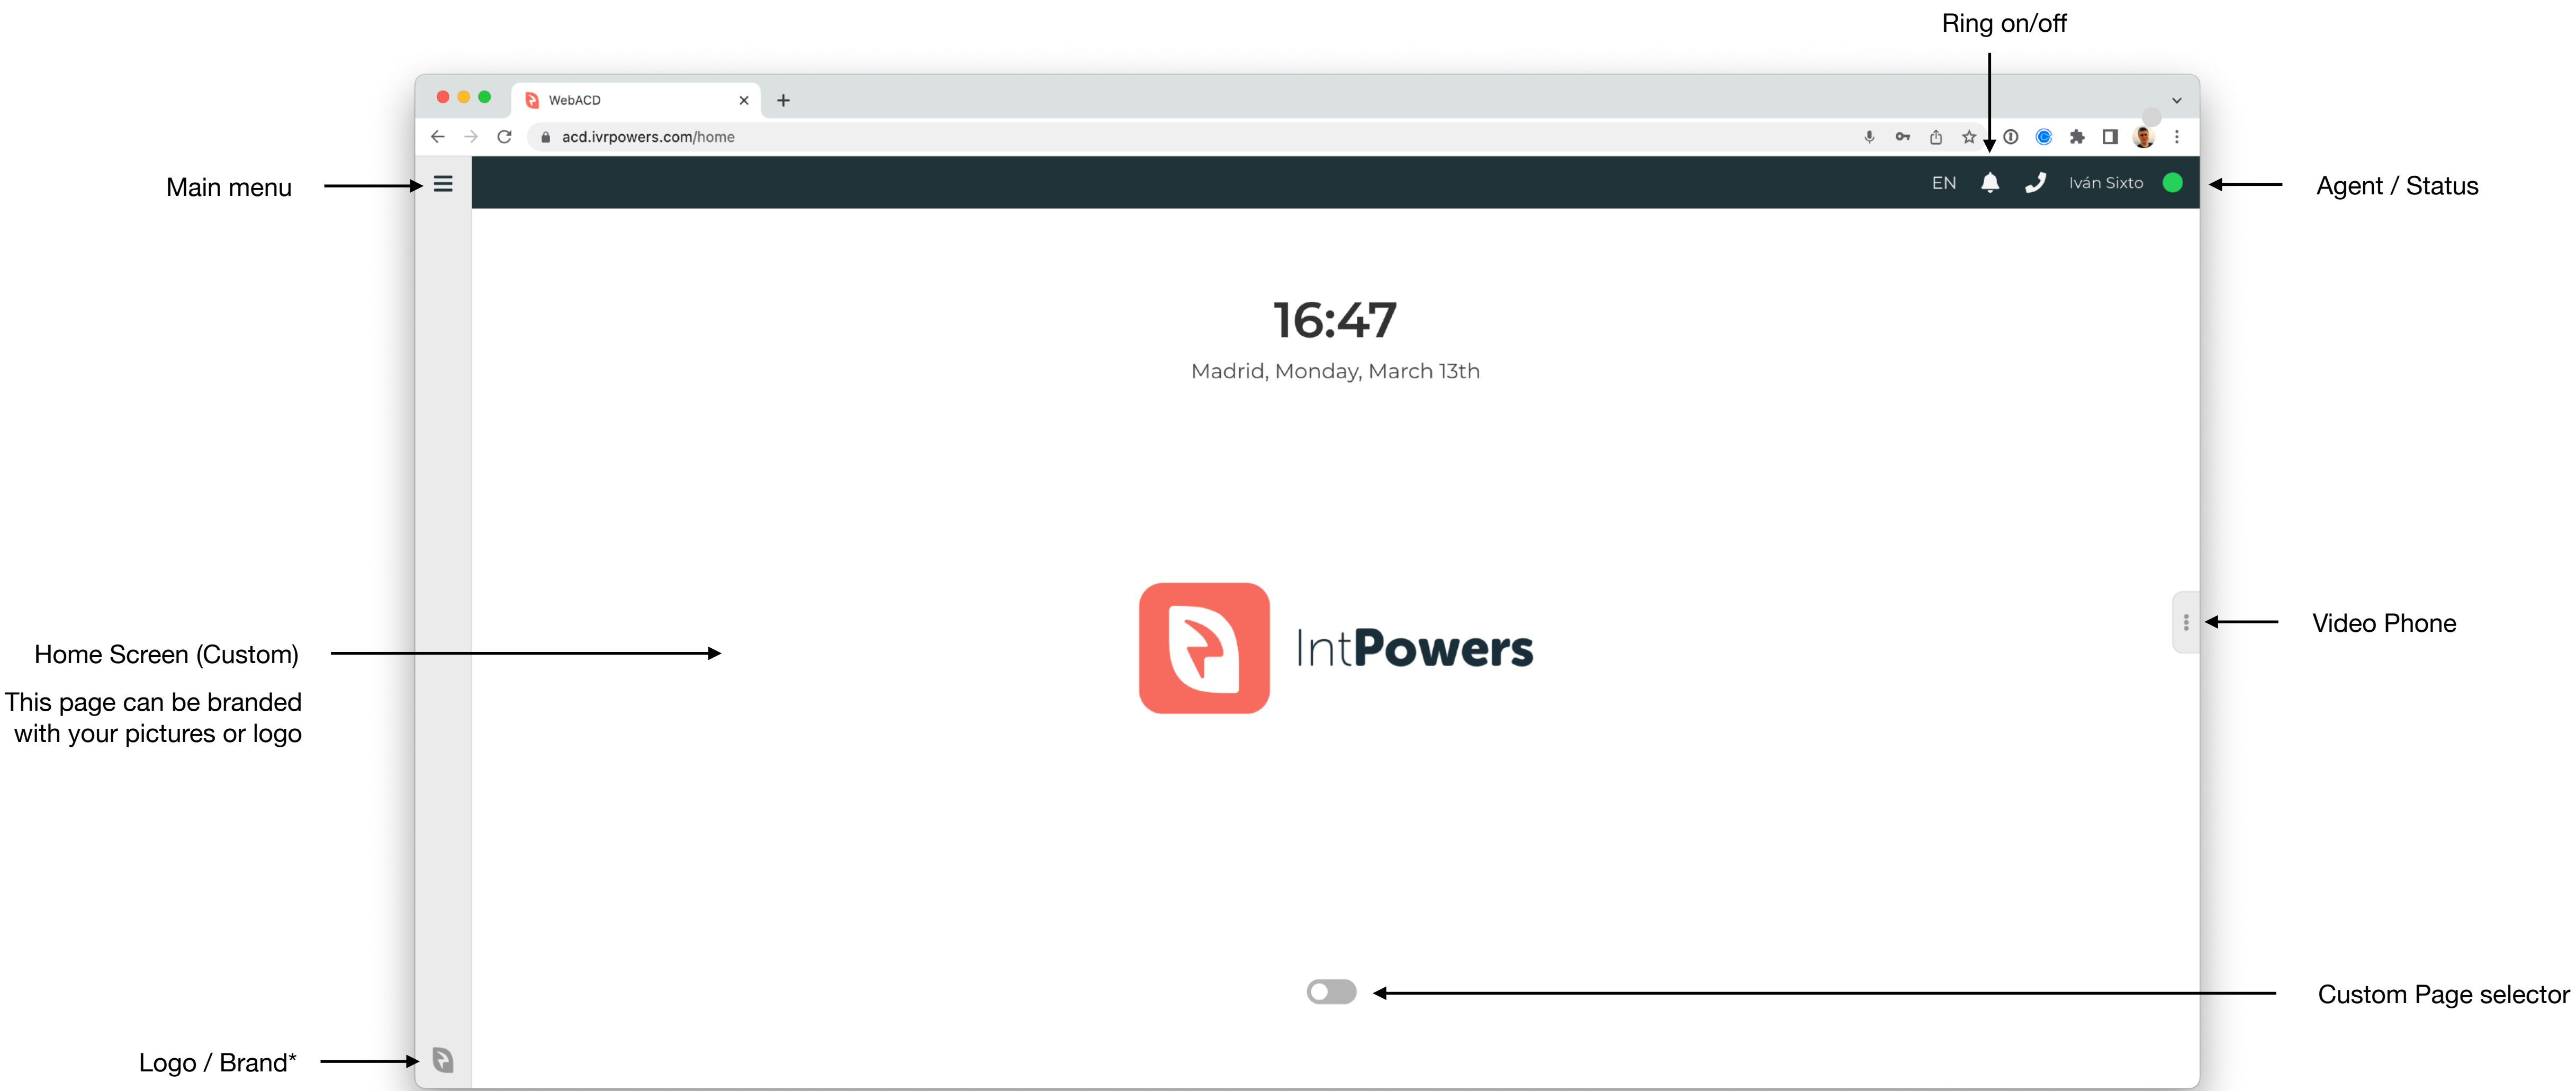 Ring on/off
WebACD
acd.ivrpowers.com/home
Main menu
EN
Iván Sixto
Agent / Status
16:47
Madrid, Monday, March 13th
Home Screen (Custom)
This page can be branded
with your pictures or logo
IntPowers
Video Phone
Custom Page selector
Logo / Brand*